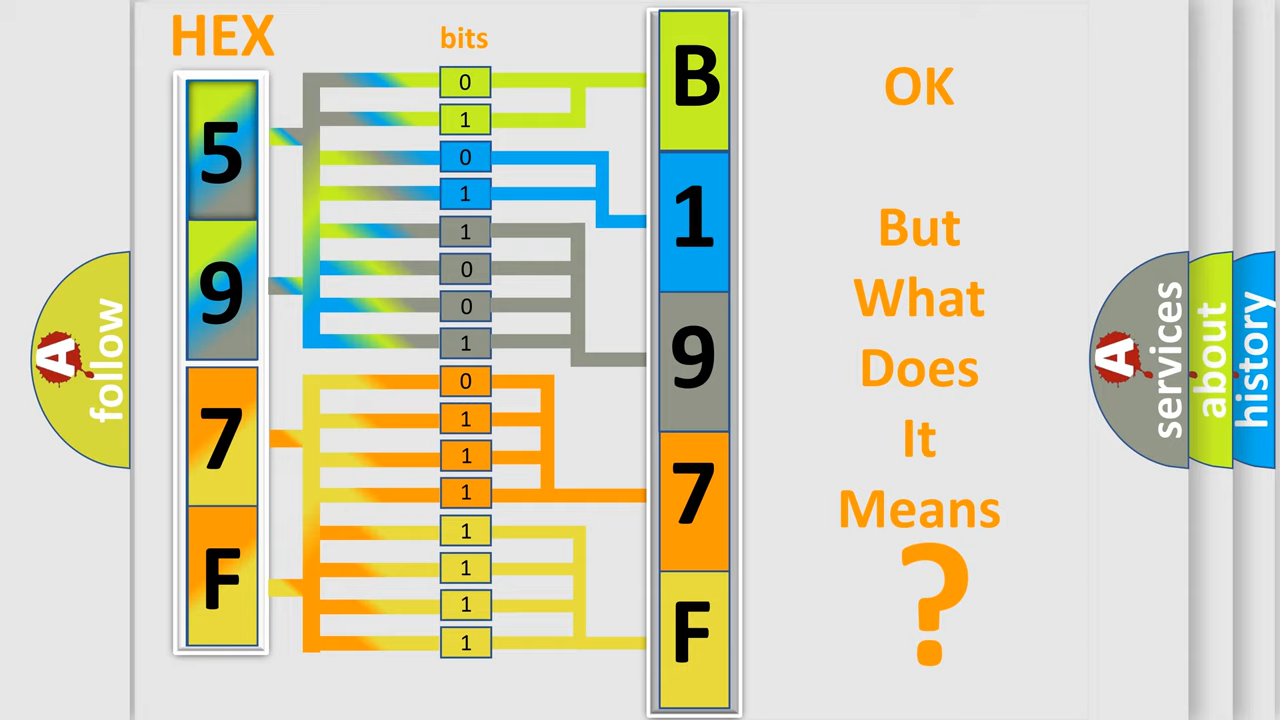 HEX
bits
5
9
7
F
0
1
0
1
1
0
0
1
0
1
1
1
1
1
1
1
B
1
9
7
F
OK
But
What
Does
It
Means
?
A
follow
A
services
about
history